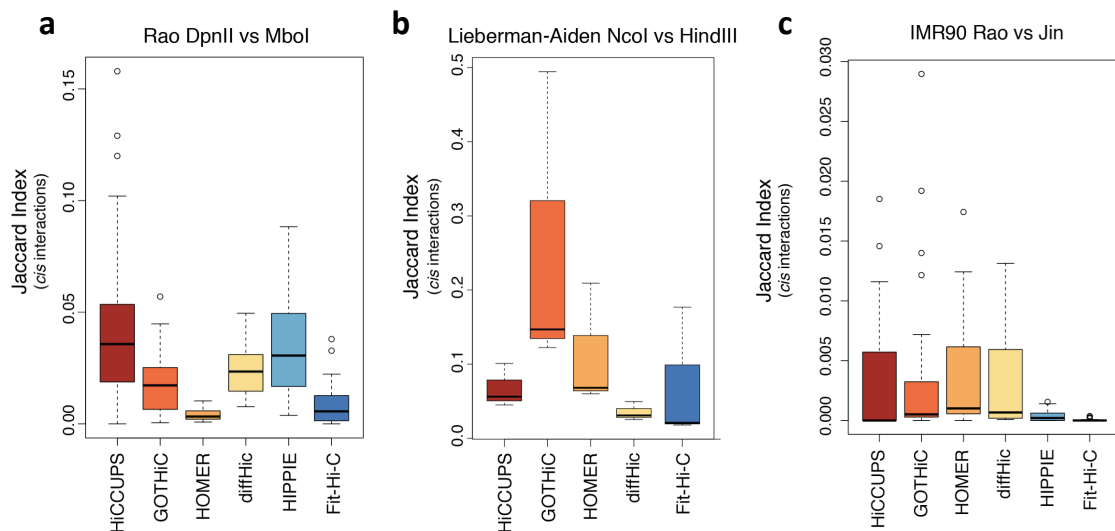 a
Rao DpnII vs MboI
Jaccard Index
(cis interactions)
0.15
0.10
0.05
0.00
HiCCUPS
GOTHiC
HOMER
diffHic
HIPPIE
Fit-Hi-C
b
Lieberman-Aiden NcoI vs HindIII
Jaccard Index
(cis interactions)
0.5
0.4
0.3
0.2
0.1
0.0
HiCCUPS
GOTHiC
HOMER
diffHic
Fit-Hi-C
c
IMR90 Rao vs Jin
Jaccard Index
(cis interactions)
0.030
0.025
0.020
0.015
0.010
0.005
0.000
HiCCUPS
GOTHiC
HOMER
diffHic
HIPPIE
Fit-Hi-C